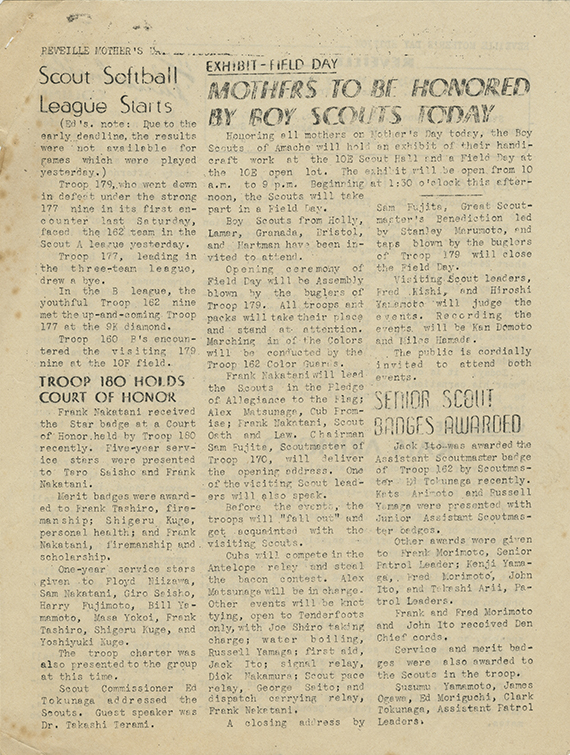 REVEILLE MOTHER'S
Scout Softball
League Starts
(Ed's. note: Due to the
early deadline, the results
were not available for
games which were played
yesterday.)
Troop 179, who went down
in defeat under the strong
177 nine in its first en-
counter last Saturday,
faced the 162 team in the
Scout A league yesterday.
Troop 177, leading in
the three-team league,
drew a bye.
In the B league, the
youthful Troop 162 nine
met the up-and-coming Troop
177 at the 9E diamond.
Troop 160 B's encoun-
tered the visiting 179
nine at the 10F field.
TROOP 180 HOLDS
COURT OF HONOR
Frank Nakatani received
the Star badge at a Court
of Honor held by Troop 180
recently. Five-year serv-
ice stars were presented
to Taro Saisho and Frank
Nakatani.
Merit badges were award-
ed to Frank Tashiro, fire-
manship; Shigeru Kuge,
personal health; and Frank
Nakatani, firemanship and
scholarship.
One-year service stars
given to Floyd Niizawa,
Sam Nakatani, Giro Saisho,
Harry Fujimoto, Bill Ya-
mamoto, Masa Yokoi, Frank
Tashiro, Shigeru Kuge, and
Yoshiyuki Kuge.
The troop charter was
also presented to the group
at this time.
Scout Commissioner Ed
Tokunaga addressed the
Scouts. Guest speaker was
Dr. Takashi Terami.
EXHIBIT-FIELD DAY
MOTHERS TO BE HONORED
BY BOY SCOUTS TODAY
Honoring all mothers on Mother's Day today, the Boy
Scouts of Amache will hold an exhibit of their handi-
craft work at the 10E Scout Hall and a Field Day at
the 10E open lot. The exhibit will be open from 10
a.m. to 9 p.m. Beginning at 1:30 o'clock this after-
noon, the Scouts will take
part in a Field Day.
Boy Scouts from Holly,
Lamar, Granada, Bristol,
and Hartman have been in-
vited to attend.
Opening ceremony of
Field Day will be Assembly
blown by the buglers of
Troop 179. All troops and
packs will take their place
and stand at attention.
Marching in of the Colors
will be conducted by the
Troop 162 Color Guards.
Frank Nakatani will lead
the Scouts in the Pledge
of Allegiance to the Flag;
Alex Matsunaga, Cub Prom-
ise; Frank Nakatani, Scout
Oath and Law. Chairman
Sam Fujita, Scoutmaster of
Troop 179, will deliver
the opening address. One
of the visiting Scout lead-
ers will also speak.
Before the events, the
troops will "fall out" and
get acquainted with the
visiting Scouts.
Cubs will compete in the
Antelope relay and steal
the bacon contest. Alex
Matsunaga will be in charge.
Other events will be knot
tying, open to Tenderfoots
only, with Joe Shiro taking
charge; water boiling,
Russell Yamaga; first aid,
Jack Ito; signal relay,
Dick Nakamura; Scout pace
relay, George Saito; and
dispatch carrying relay,
Frank Nakatani.
A closing address by
Sam Fujita, Great Scout-
master's Benediction led
by Stanley Marumoto, and
taps blown by the buglers
of Troop 179 will close
the Field Day.
Visiting Scout Leaders,
Fred Kishi, and Hiroshi
Yamamoto will judge the
events. Recording the
events will be Kan Domoto
and Niles Hamada.
The public is cordially
invited to attend both
events.
SENIOR SCOUT
BADGES AWARDED
Jack Ito was awarded the
Assistant Scoutmaster badge
of Troop 162 by Scoutmas-
ter Ed Tokunaga recently.
Kats Arimoto and Russell
Yamaga were presented with
Junior Assistant Scoutmas-
ter badges.
Other awards were given
to Frank Morimoto, Senior
Patrol Leader; Kenji Yama-
ga, Fred Morimoto, John
Ito, and Takashi Arii, Pa-
trol Leaders.
Frank and Fred Morimoto
and John Ito received Den
Chief cords.
Service and merit bad-
ges were also awarded to
the Scouts in the troop.
Susumu Yamamoto, James
Ogawa, Ed Moriguchi, Clark
Tokunaga, Assistant Patrol
Leaders.